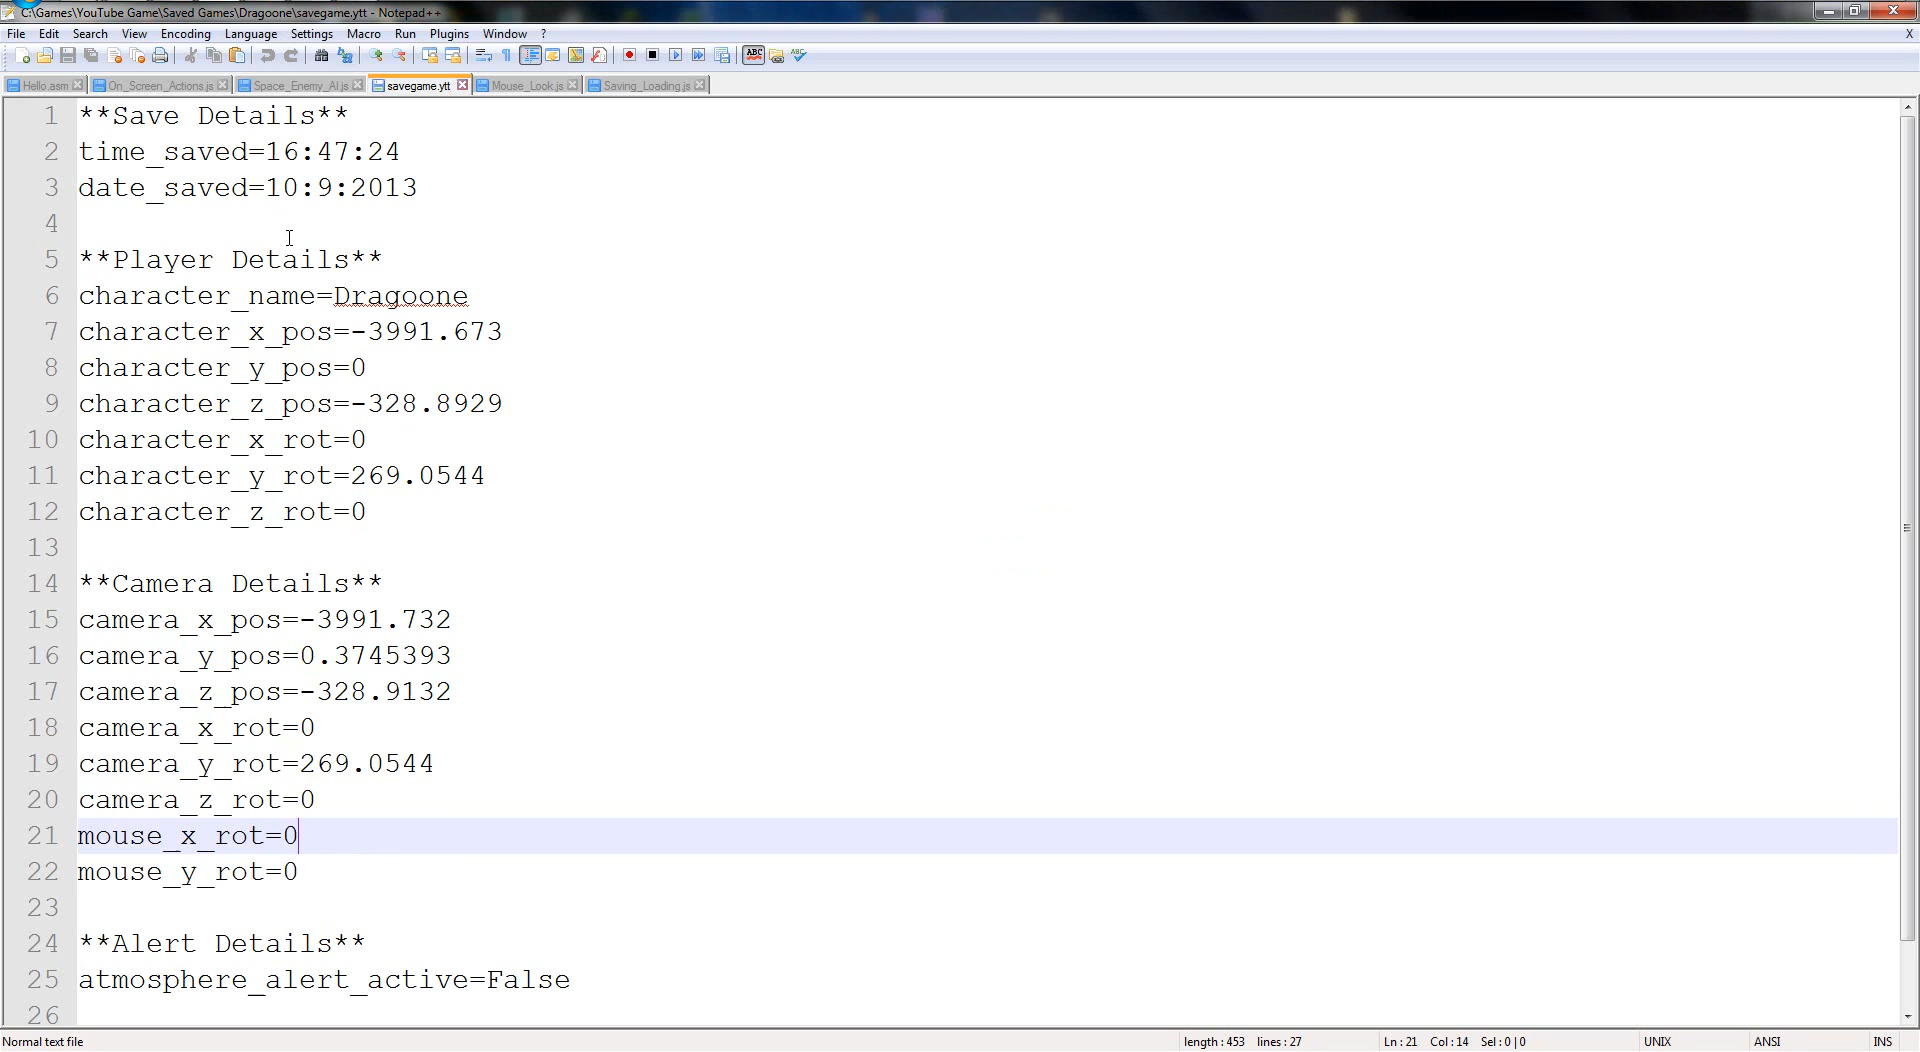 C:\Games\YouTube Game\Saved Games\Dragoone\savegame.ytt - Notepad++
File Edit Search View Encoding Language Settings Macro Run Plugins Window ? X
Hello.asm On_Screen_Actions.js Space_Enemy_AI.js savegame.ytt Mouse_Look.js Saving_Loading.js
1 **Save Details**
2 time_saved=16:47:24
3 date_saved=10:9:2013
4
5 **Player Details**
6 character_name=Dragoone
7 character_x_pos=-3991.673
8 character_y_pos=0
9 character_z_pos=-328.8929
10 character_x_rot=0
11 character_y_rot=269.0544
12 character_z_rot=0
13
14 **Camera Details**
15 camera_x_pos=-3991.732
16 camera_y_pos=0.3745393
17 camera_z_pos=-328.9132
18 camera_x_rot=0
19 camera_y_rot=269.0544
20 camera_z_rot=0
21 mouse_x_rot=0
22 mouse_y_rot=0
23
24 **Alert Details**
25 atmosphere_alert_active=False
26
Normal text file length : 453 lines : 27 Ln : 21 Col : 14 Sel : 0 | 0 UNIX ANSI INS